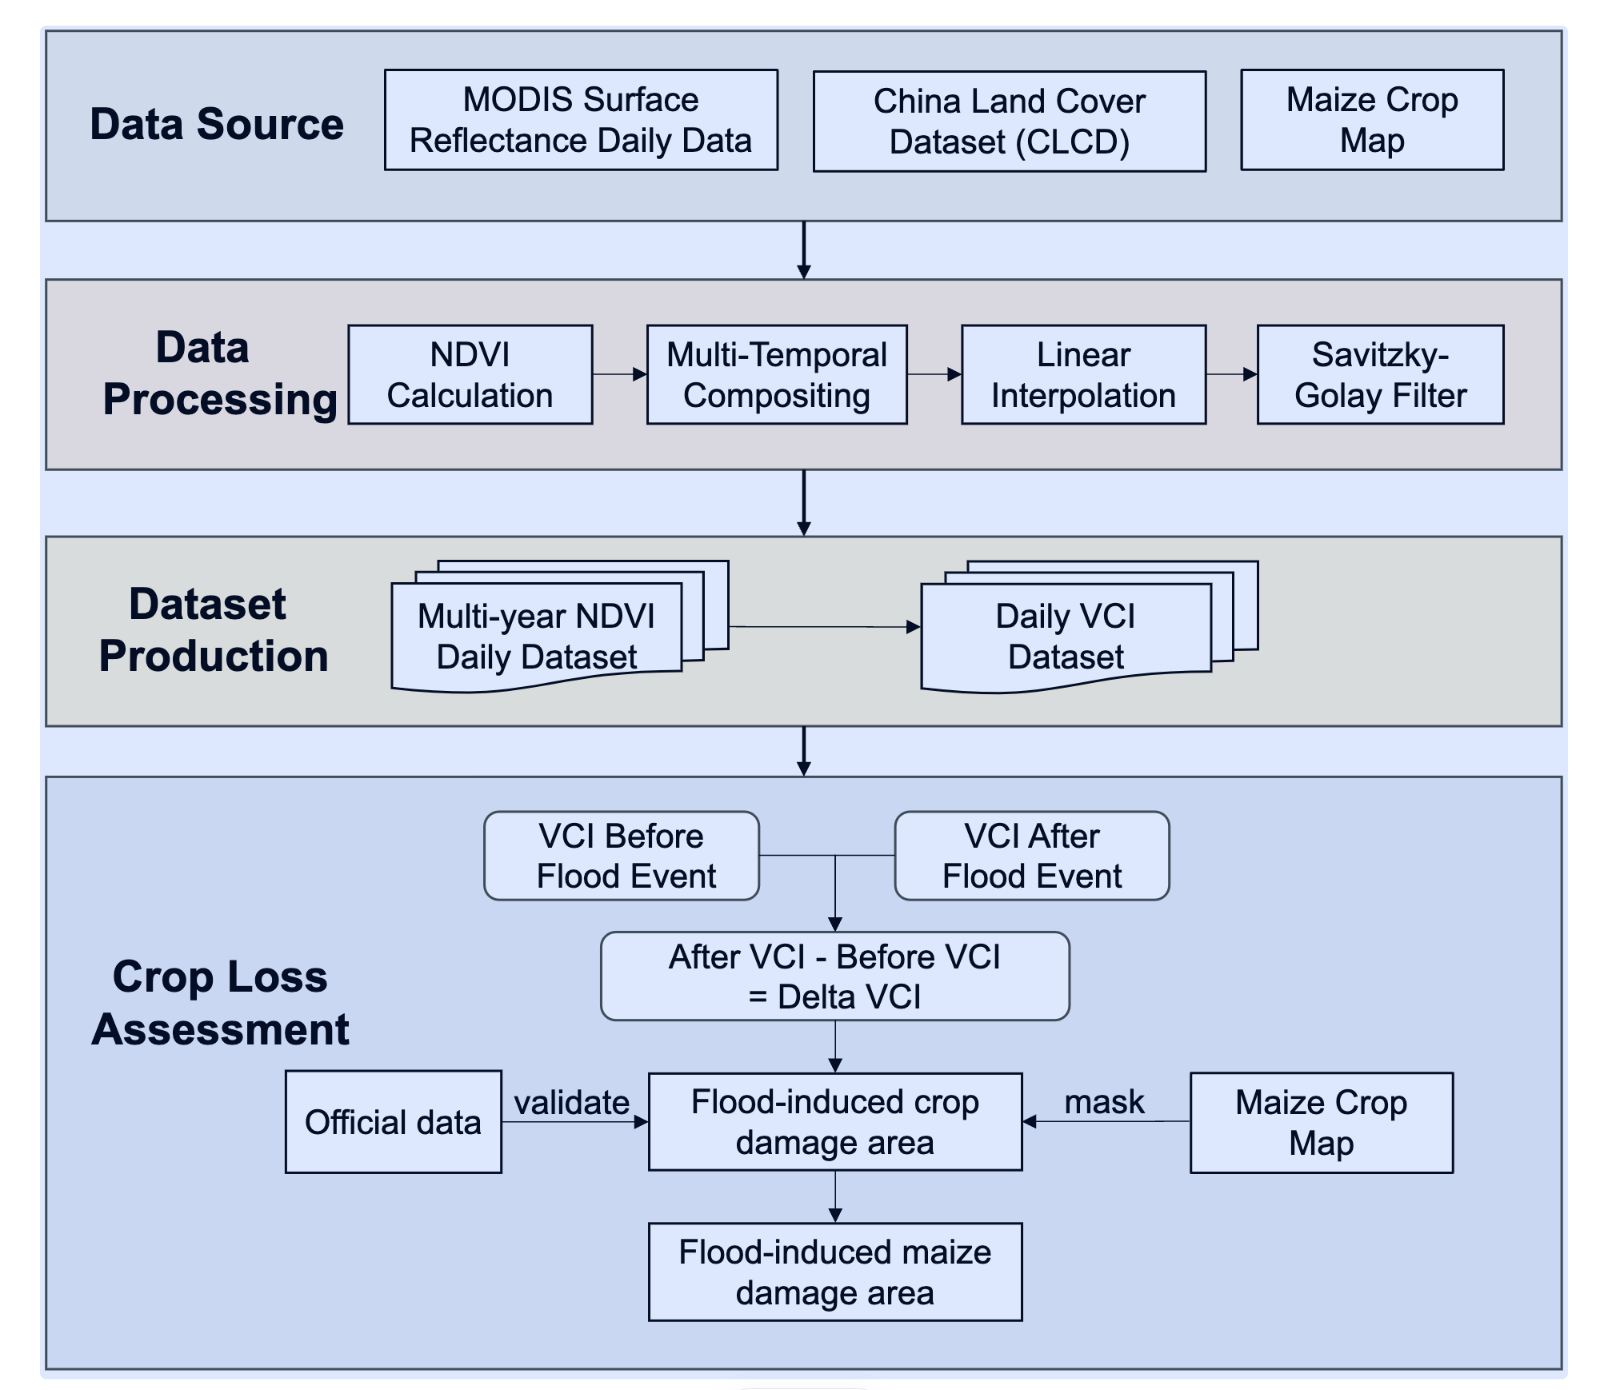 Data Source
MODIS Surface
Reflectance Daily Data
China Land Cover
Dataset (CLCD)
Maize Crop
Map
Data
Processing
NDVI
Calculation
Multi-Temporal
Compositing
Linear
Interpolation
Savitzky-
Golay Filter
Dataset
Production
Multi-year NDVI
Daily Dataset
Daily VCI
Dataset
Crop Loss
Assessment
VCI Before
Flood Event
VCI After
Flood Event
After VCI - Before VCI
= Delta VCI
Official data
validate
Flood-induced crop
damage area
mask
Maize Crop
Map
Flood-induced maize
damage area